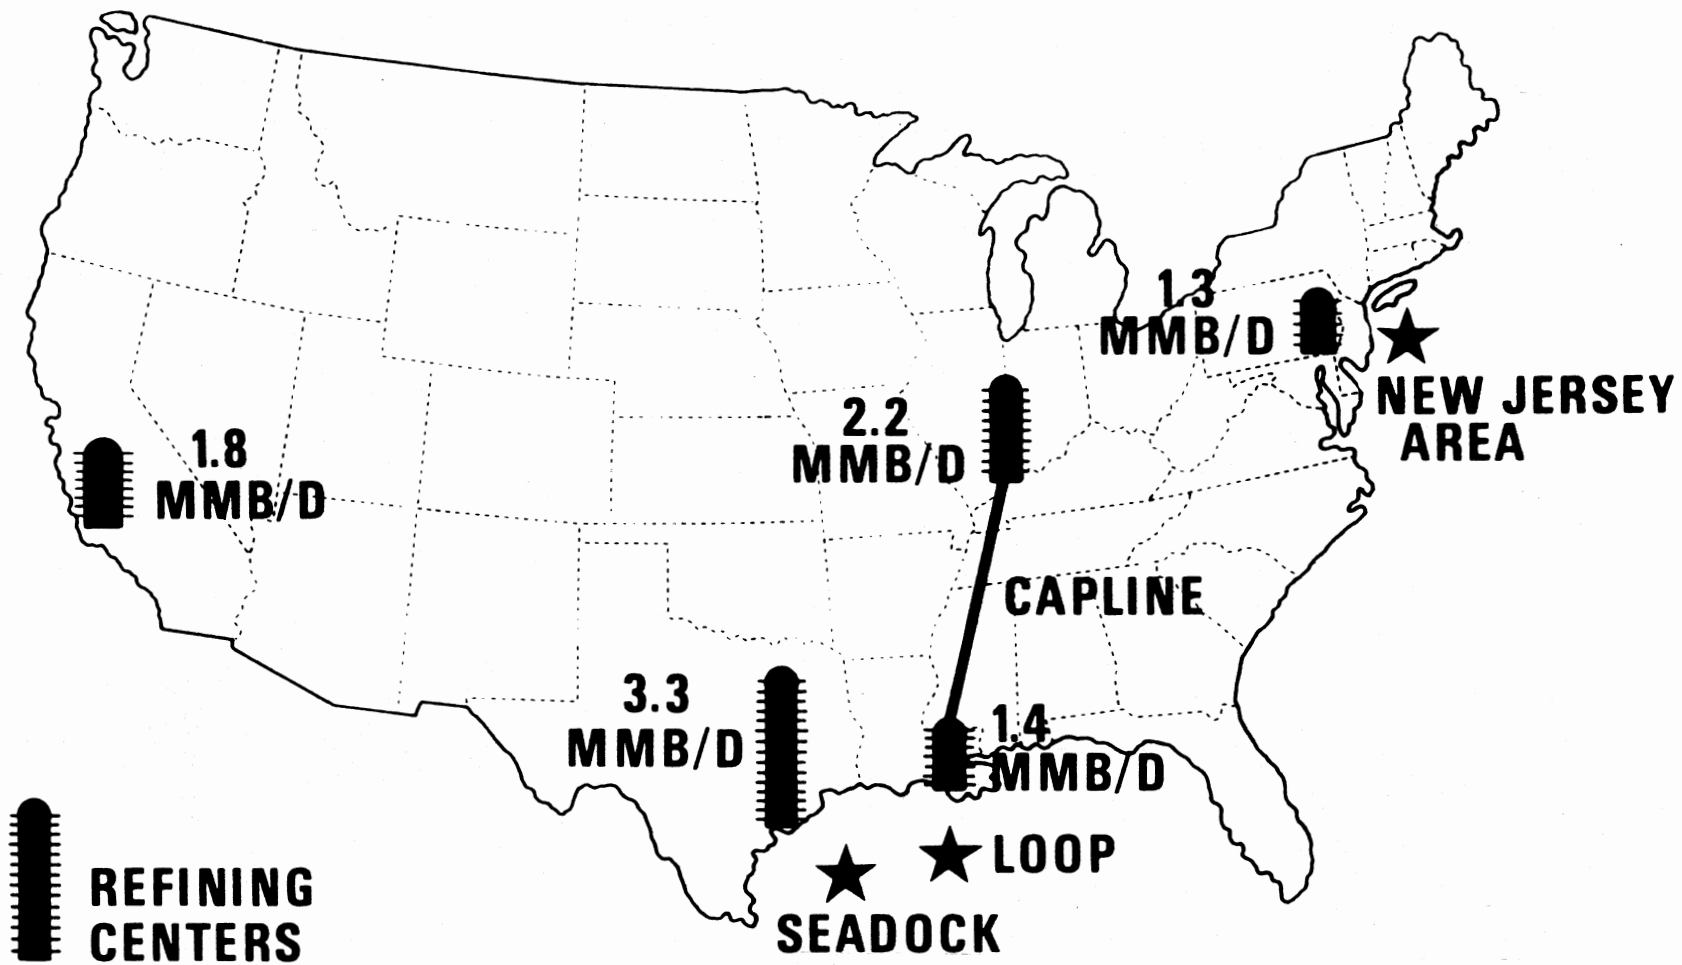 1.3
MMB/D
NEW JERSEY
AREA
2.2
MMB/D
1.8
MMB/D
CAPLINE
3.3
MMB/D
1.4
MMB/D
LOOP
SEADOCK
REFINING
CENTERS